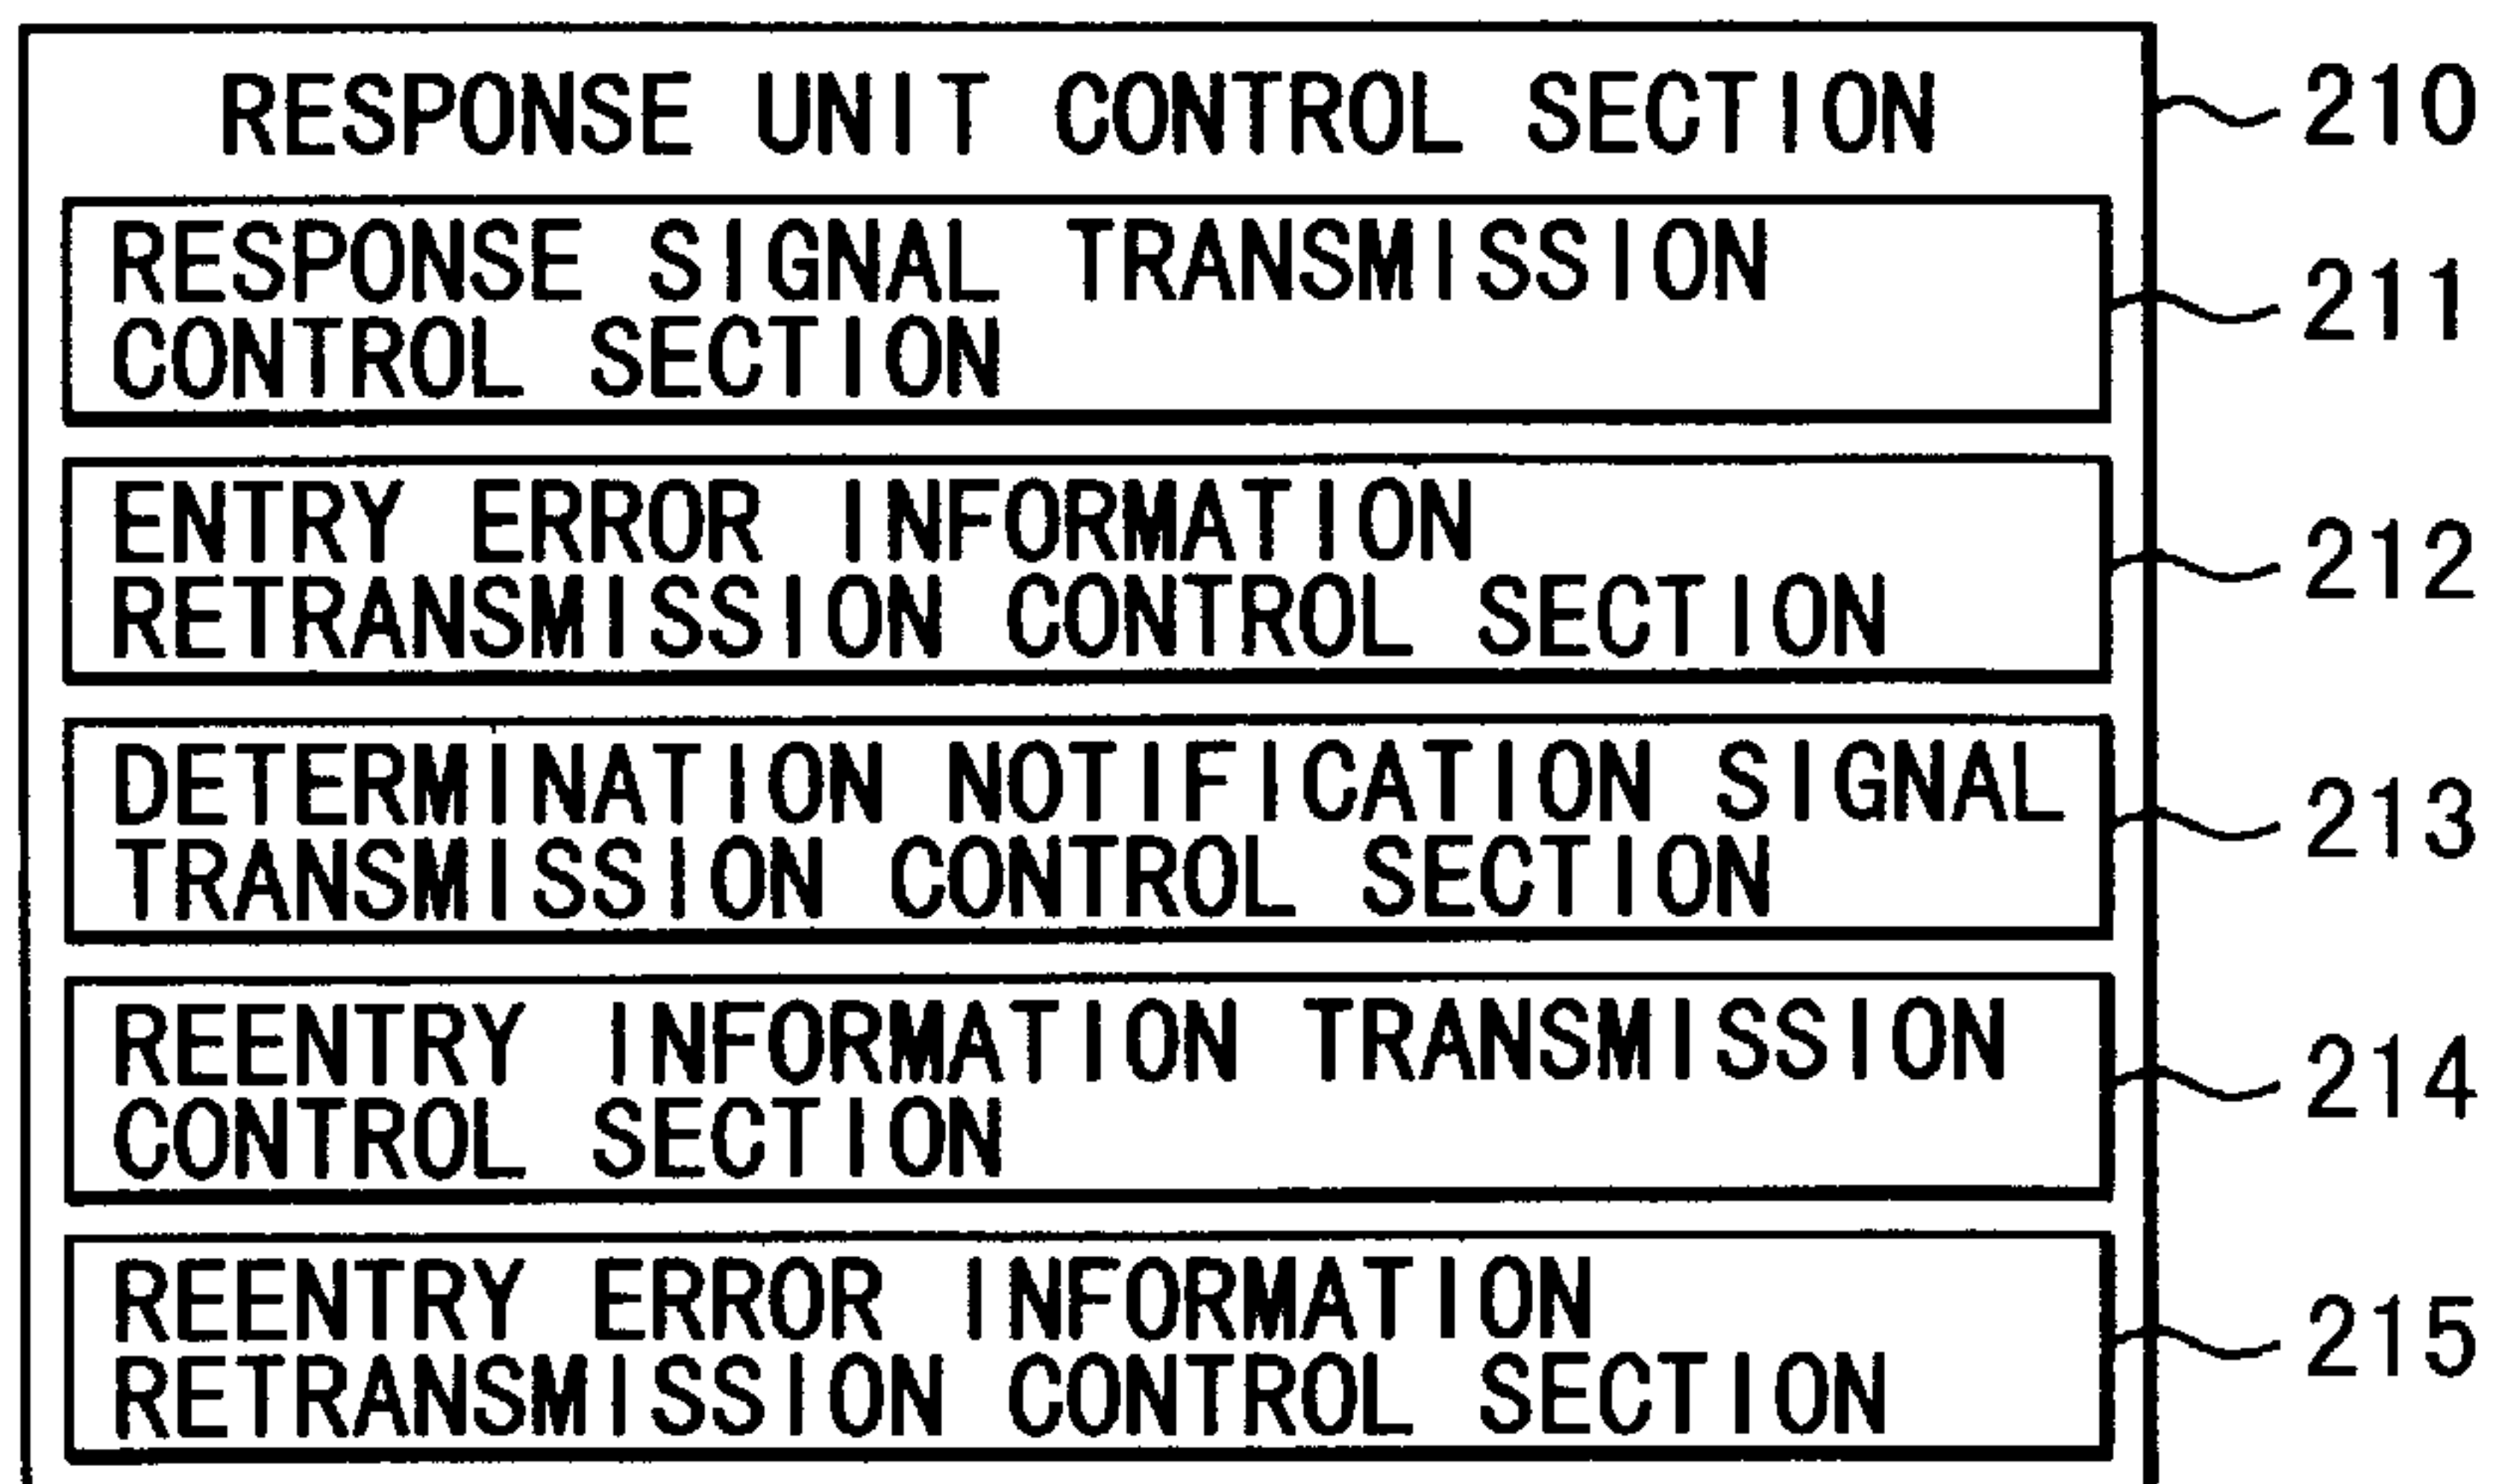 RESPONSE UNIT CONTROL SECTION
210
RESPONSE SIGNAL TRANSMISSION
CONTROL SECTION
211
ENTRY ERROR INFORMATION
RETRANSMISSION CONTROL SECTION
212
DETERMINATION NOTIFICATION SIGNAL
TRANSMISSION CONTROL SECTION
213
REENTRY INFORMATION TRANSMISSION
CONTROL SECTION
214
REENTRY ERROR INFORMATION
RETRANSMISSION CONTROL SECTION
215